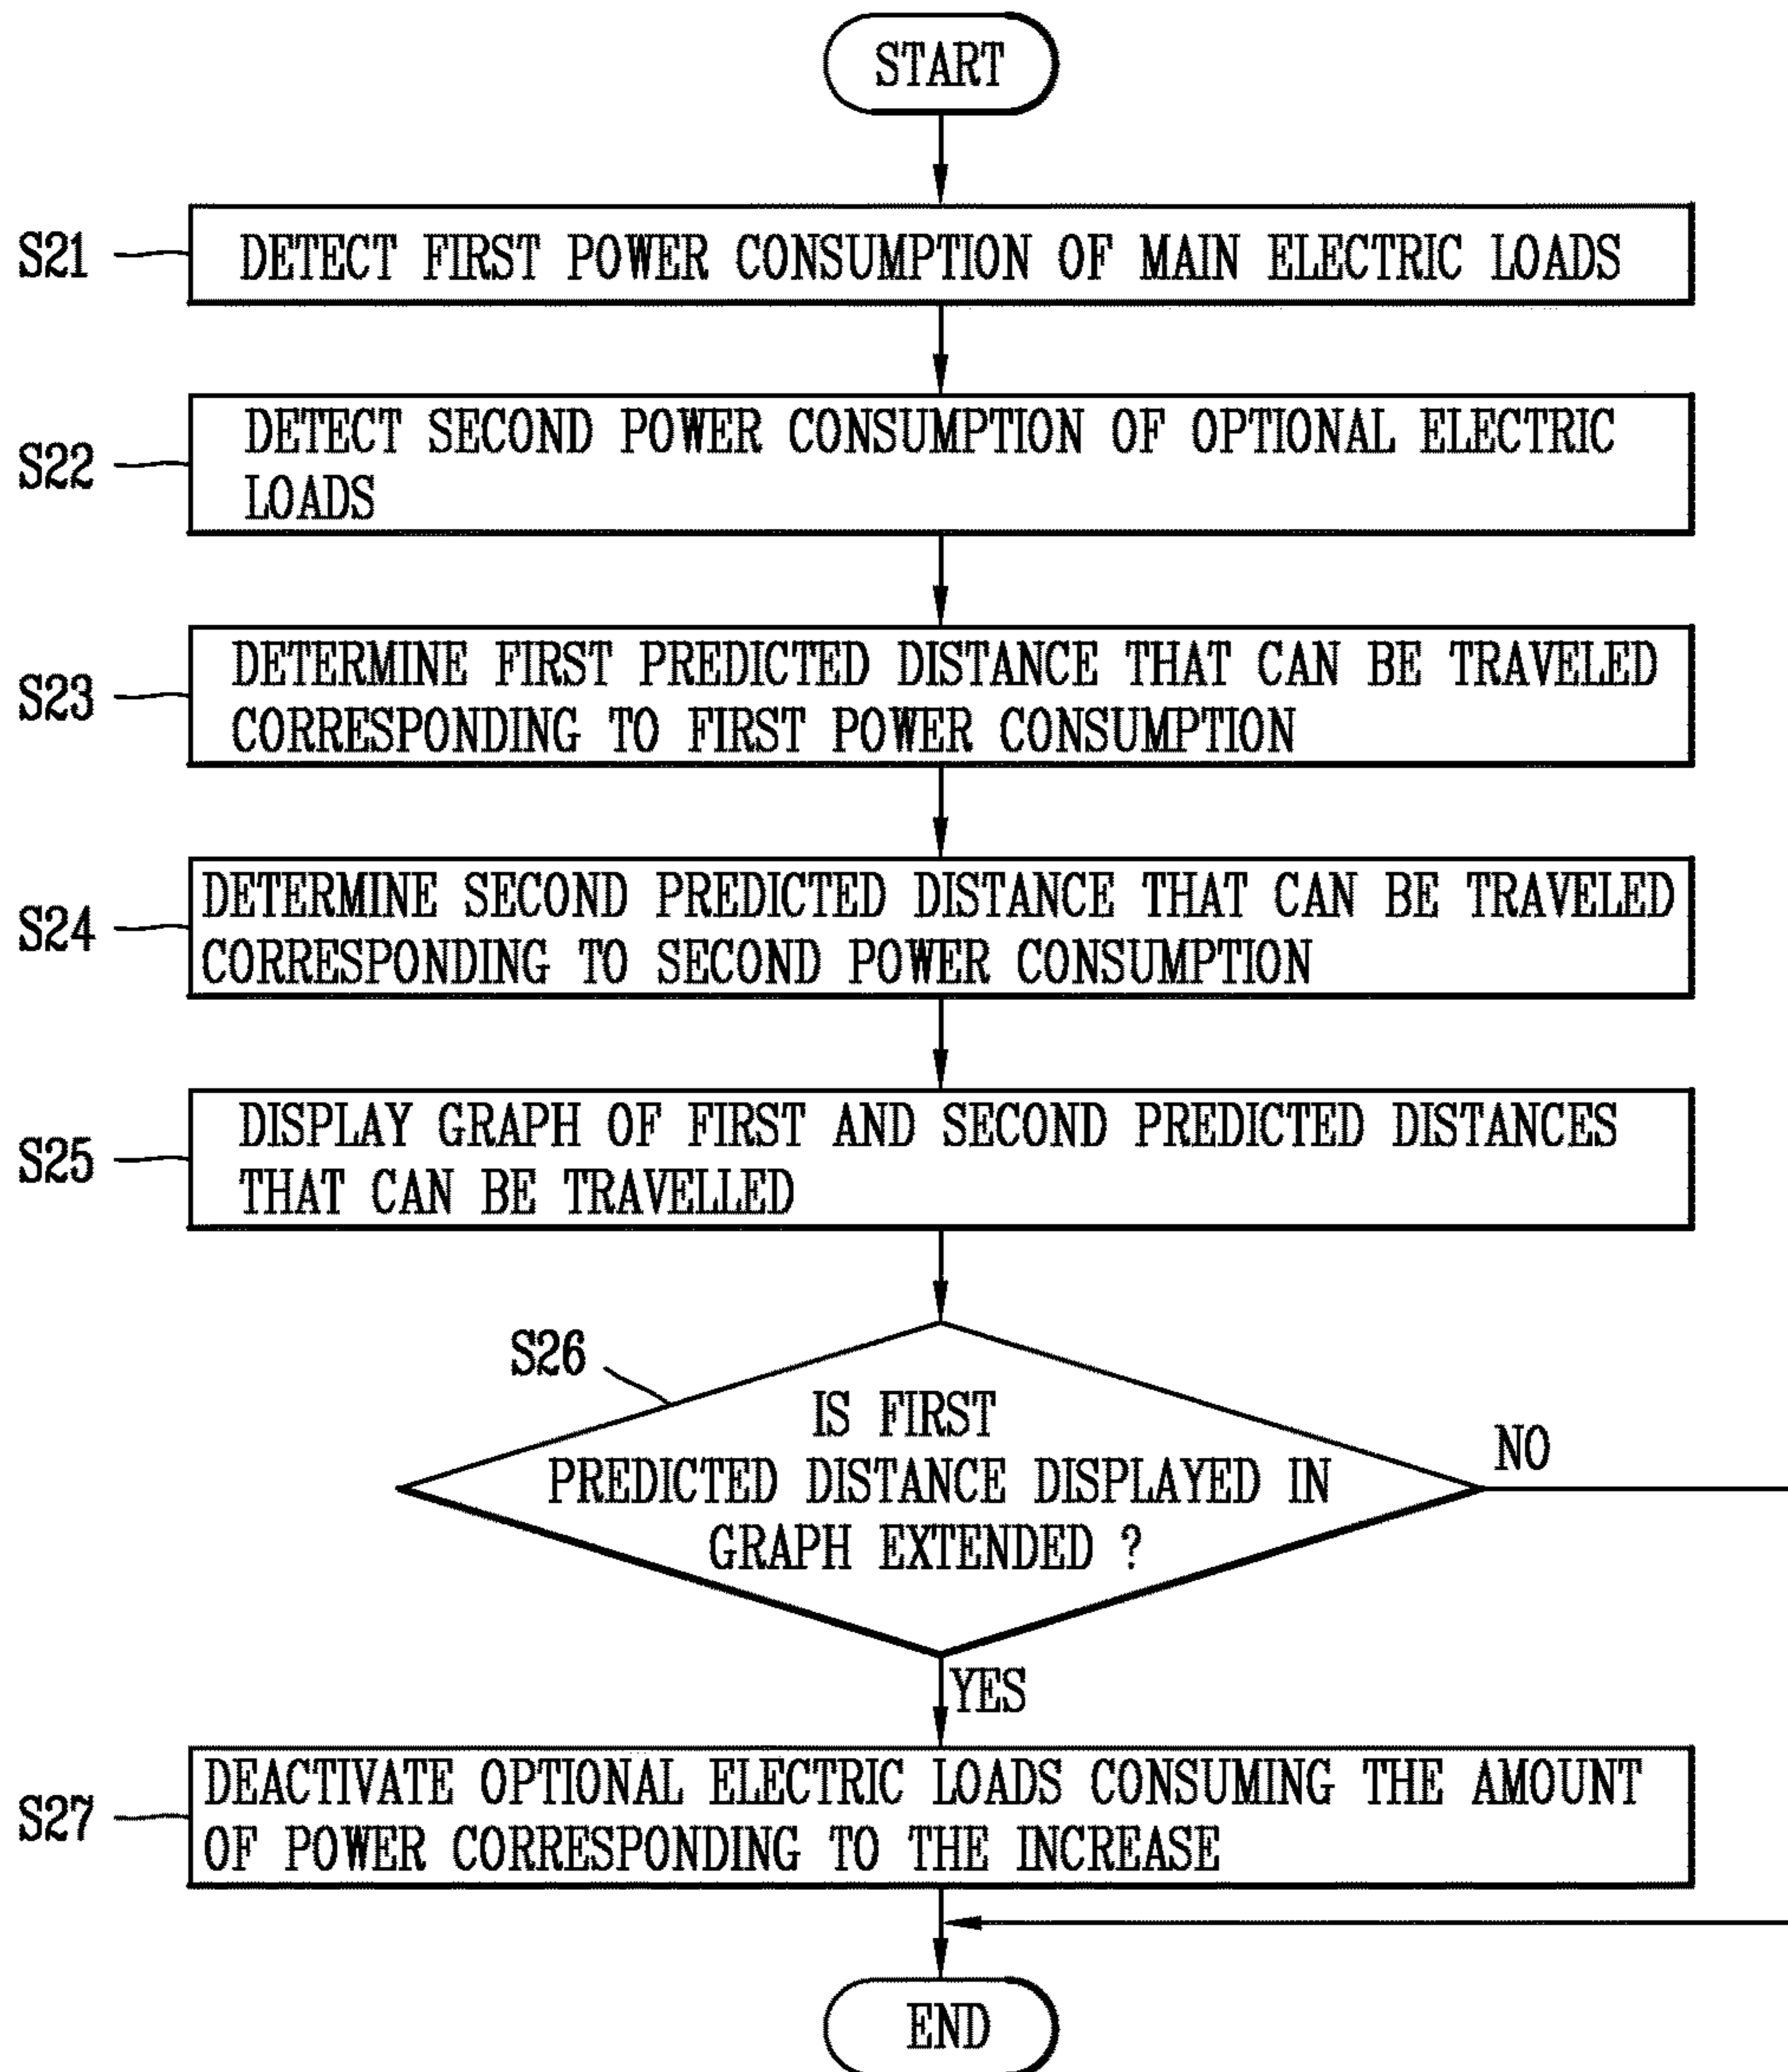 START
S21
DETECT FIRST POWER CONSUMPTION OF MAIN ELECTRIC LOADS
S22
DETECT SECOND POWER CONSUMPTION OF OPTIONAL ELECTRIC
LOADS
S23
DETERMINE FIRST PREDICTED DISTANCE THAT CAN BE TRAVELED
CORRESPONDING TO FIRST POWER CONSUMPTION
S24
DETERMINE SECOND PREDICTED DISTANCE THAT CAN BE TRAVELED
CORRESPONDING TO SECOND POWER CONSUMPTION
S25
DISPLAY GRAPH OF FIRST AND SECOND PREDICTED DISTANCES
THAT CAN BE TRAVELLED
S26
IS FIRST
PREDICTED DISTANCE DISPLAYED IN
GRAPH EXTENDED ?
NO
YES
S27
DEACTIVATE OPTIONAL ELECTRIC LOADS CONSUMING THE AMOUNT
OF POWER CORRESPONDING TO THE INCREASE
END